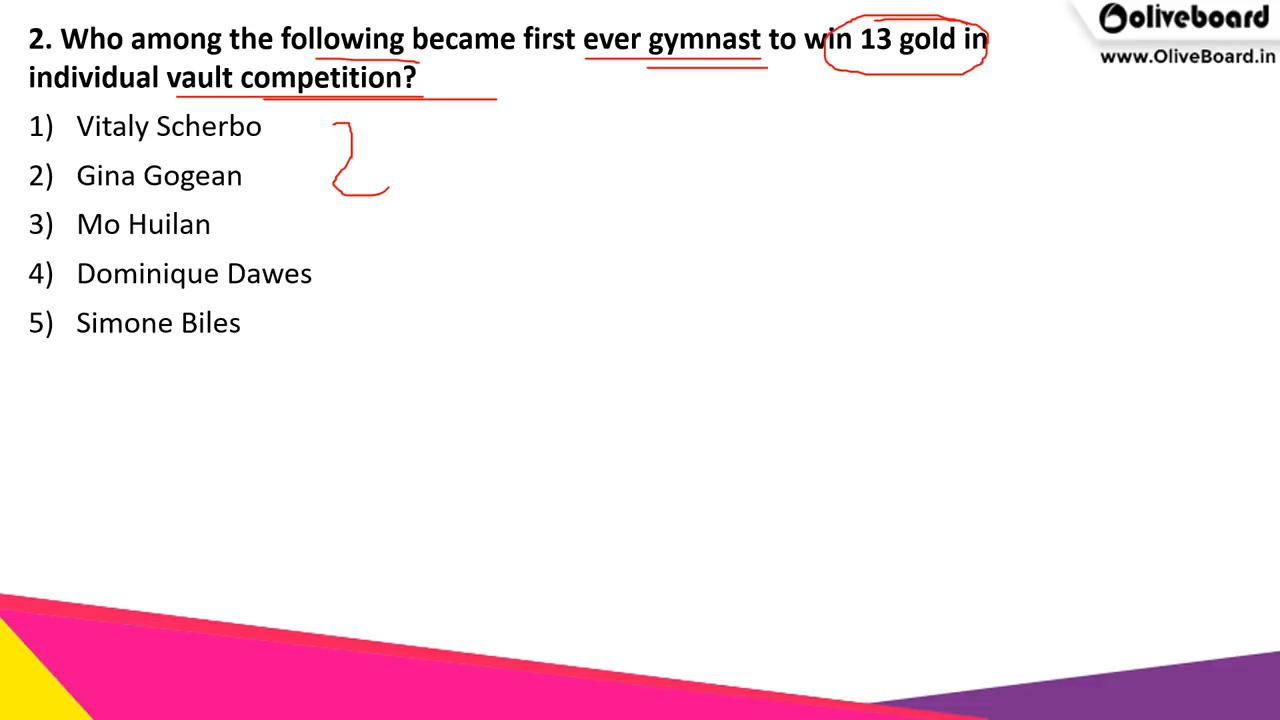 oliveboard
www.OliveBoard.in
2. Who among the following became first ever gymnast to win 13 gold in
individual vault competition?
1) Vitaly Scherbo
2) Gina Gogean
3) Mo Huilan
4) Dominique Dawes
5) Simone Biles